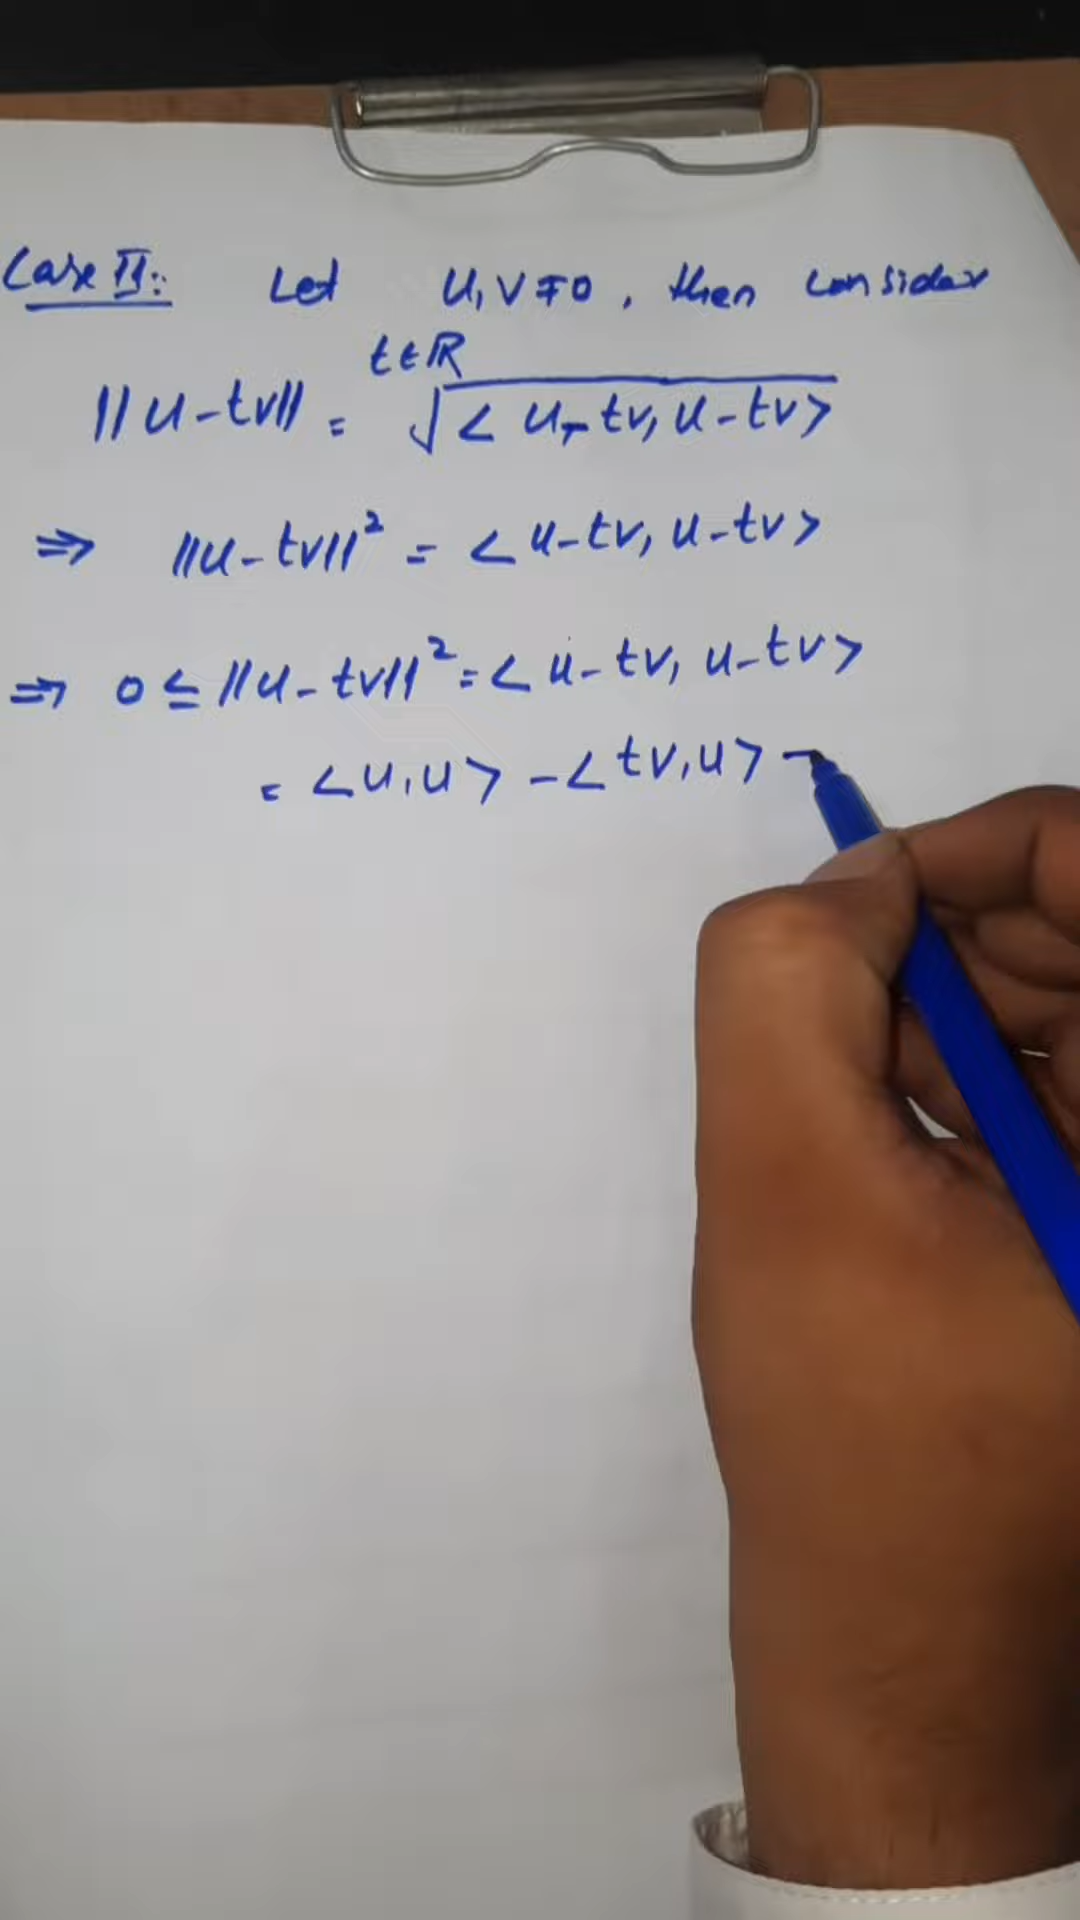 Case II: Let u,v≠0, then consider
t∈ℝ
||u-tv|| = √<u-tv, u-tv>
⇒ ||u-tv||² = <u-tv, u-tv>
⇒ 0 ≤ ||u-tv||² = <u-tv, u-tv>
= <u,u> - <tv,u> -